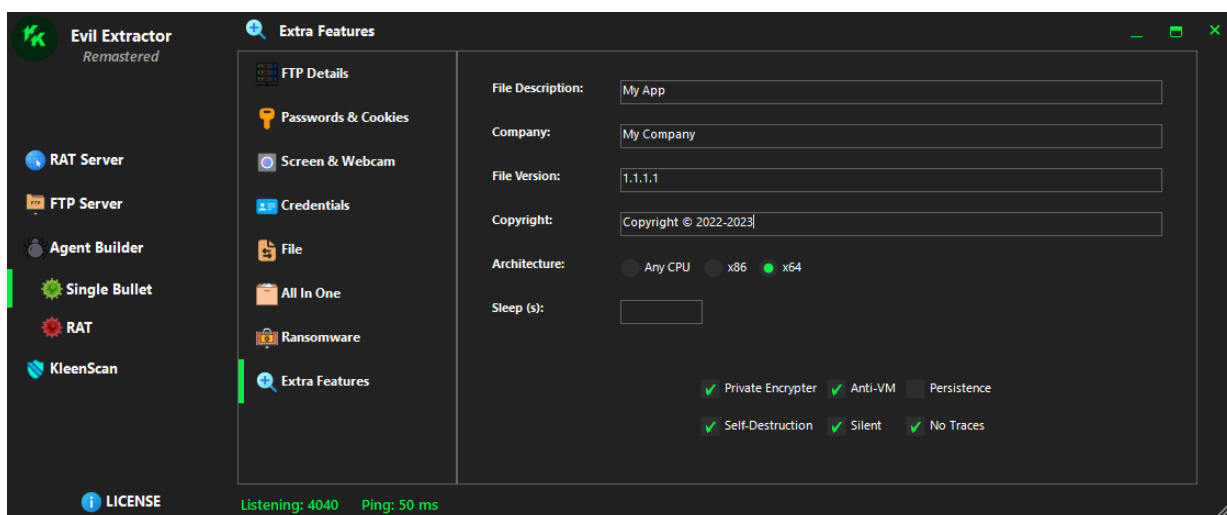 Evil Extractor
Remastered
RAT Server
FTP Server
Agent Builder
Single Bullet
RAT
KleenScan
LICENSE
Extra Features
FTP Details
Passwords & Cookies
Screen & Webcam
Credentials
File
All In One
Ransomware
Extra Features
File Description: My App
Company: My Company
File Version: 1.1.1.1
Copyright: Copyright © 2022-2023
Architecture: Any CPU x86 x64
Sleep (s):
Private Encrypter Anti-VM Persistence
Self-Destruction Silent No Traces
Listening: 4040 Ping: 50 ms